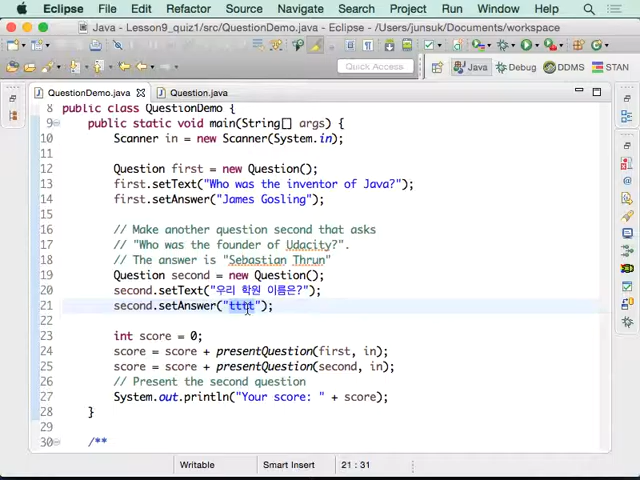 Eclipse File Edit Refactor Source Navigate Search Project Run Window Help
Java - Lesson9_quiz1/src/QuestionDemo.java - Eclipse - /Users/junsuk/Documents/workspace
Quick Access Java Debug DDMS STAN
QuestionDemo.java Question.java
8 public class QuestionDemo {
9 public static void main(String[] args) {
10 Scanner in = new Scanner(System.in);
11
12 Question first = new Question();
13 first.setText("Who was the inventor of Java?");
14 first.setAnswer("James Gosling");
15
16 // Make another question second that asks
17 // "Who was the founder of Udacity?".
18 // The answer is "Sebastian Thrun"
19 Question second = new Question();
20 second.setText("우리 학원 이름은?");
21 second.setAnswer("tttt");
22
23 int score = 0;
24 score = score + presentQuestion(first, in);
25 score = score + presentQuestion(second, in);
26 // Present the second question
27 System.out.println("Your score: " + score);
28 }
29
30 /**
Writable Smart Insert 21 : 31